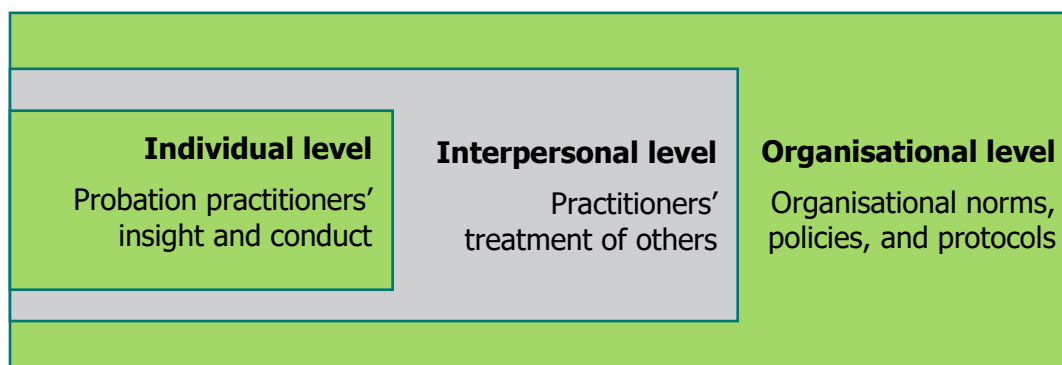 Individual level
Probation practitioners’
insight and conduct
Interpersonal level
Practitioners’
treatment of others
Organisational level
Organisational norms,
policies, and protocols